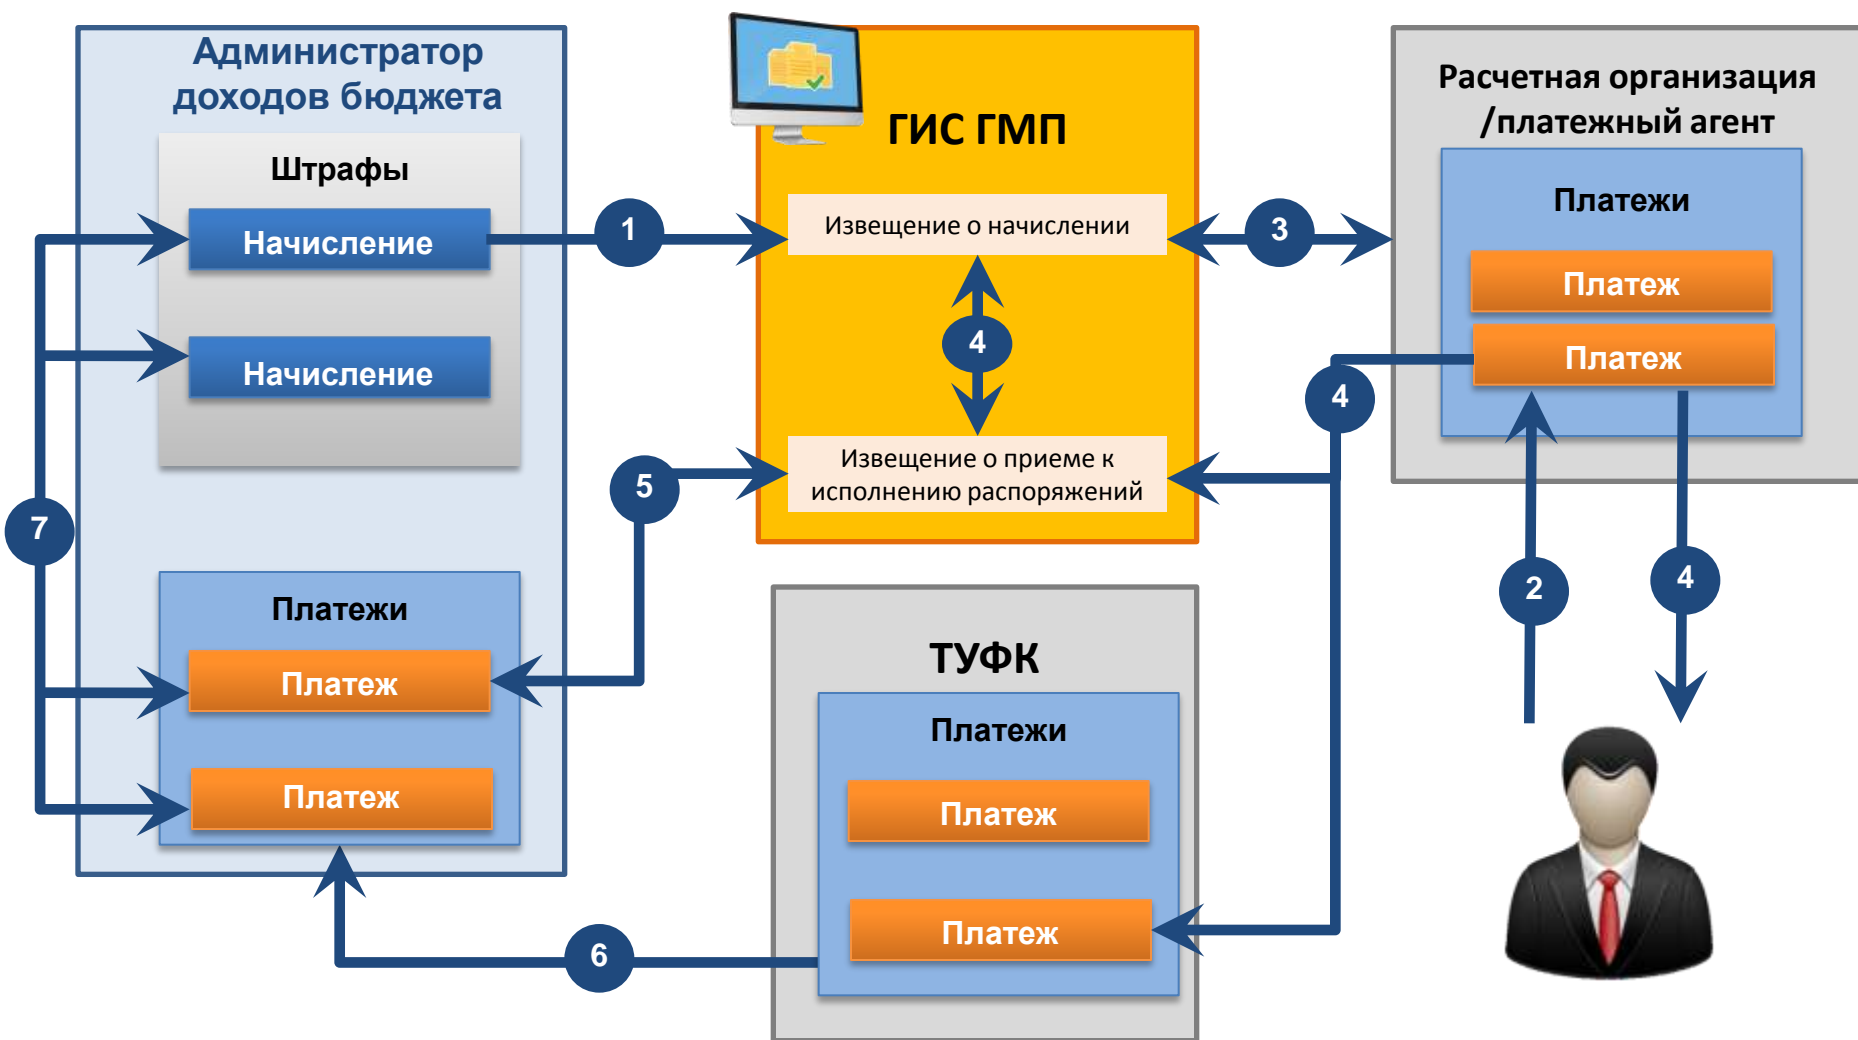 Администратор
доходов бюджета
Штрафы
Начисление
Начисление
Платежи
Платеж
Платеж
7
1
5
6
ГИС ГМП
Извещение о начислении
4
Извещение о приеме к
исполнению распоряжений
ТУФК
Платежи
Платеж
Платеж
3
4
Расчетная организация
/платежный агент
Платежи
Платеж
Платеж
2
4